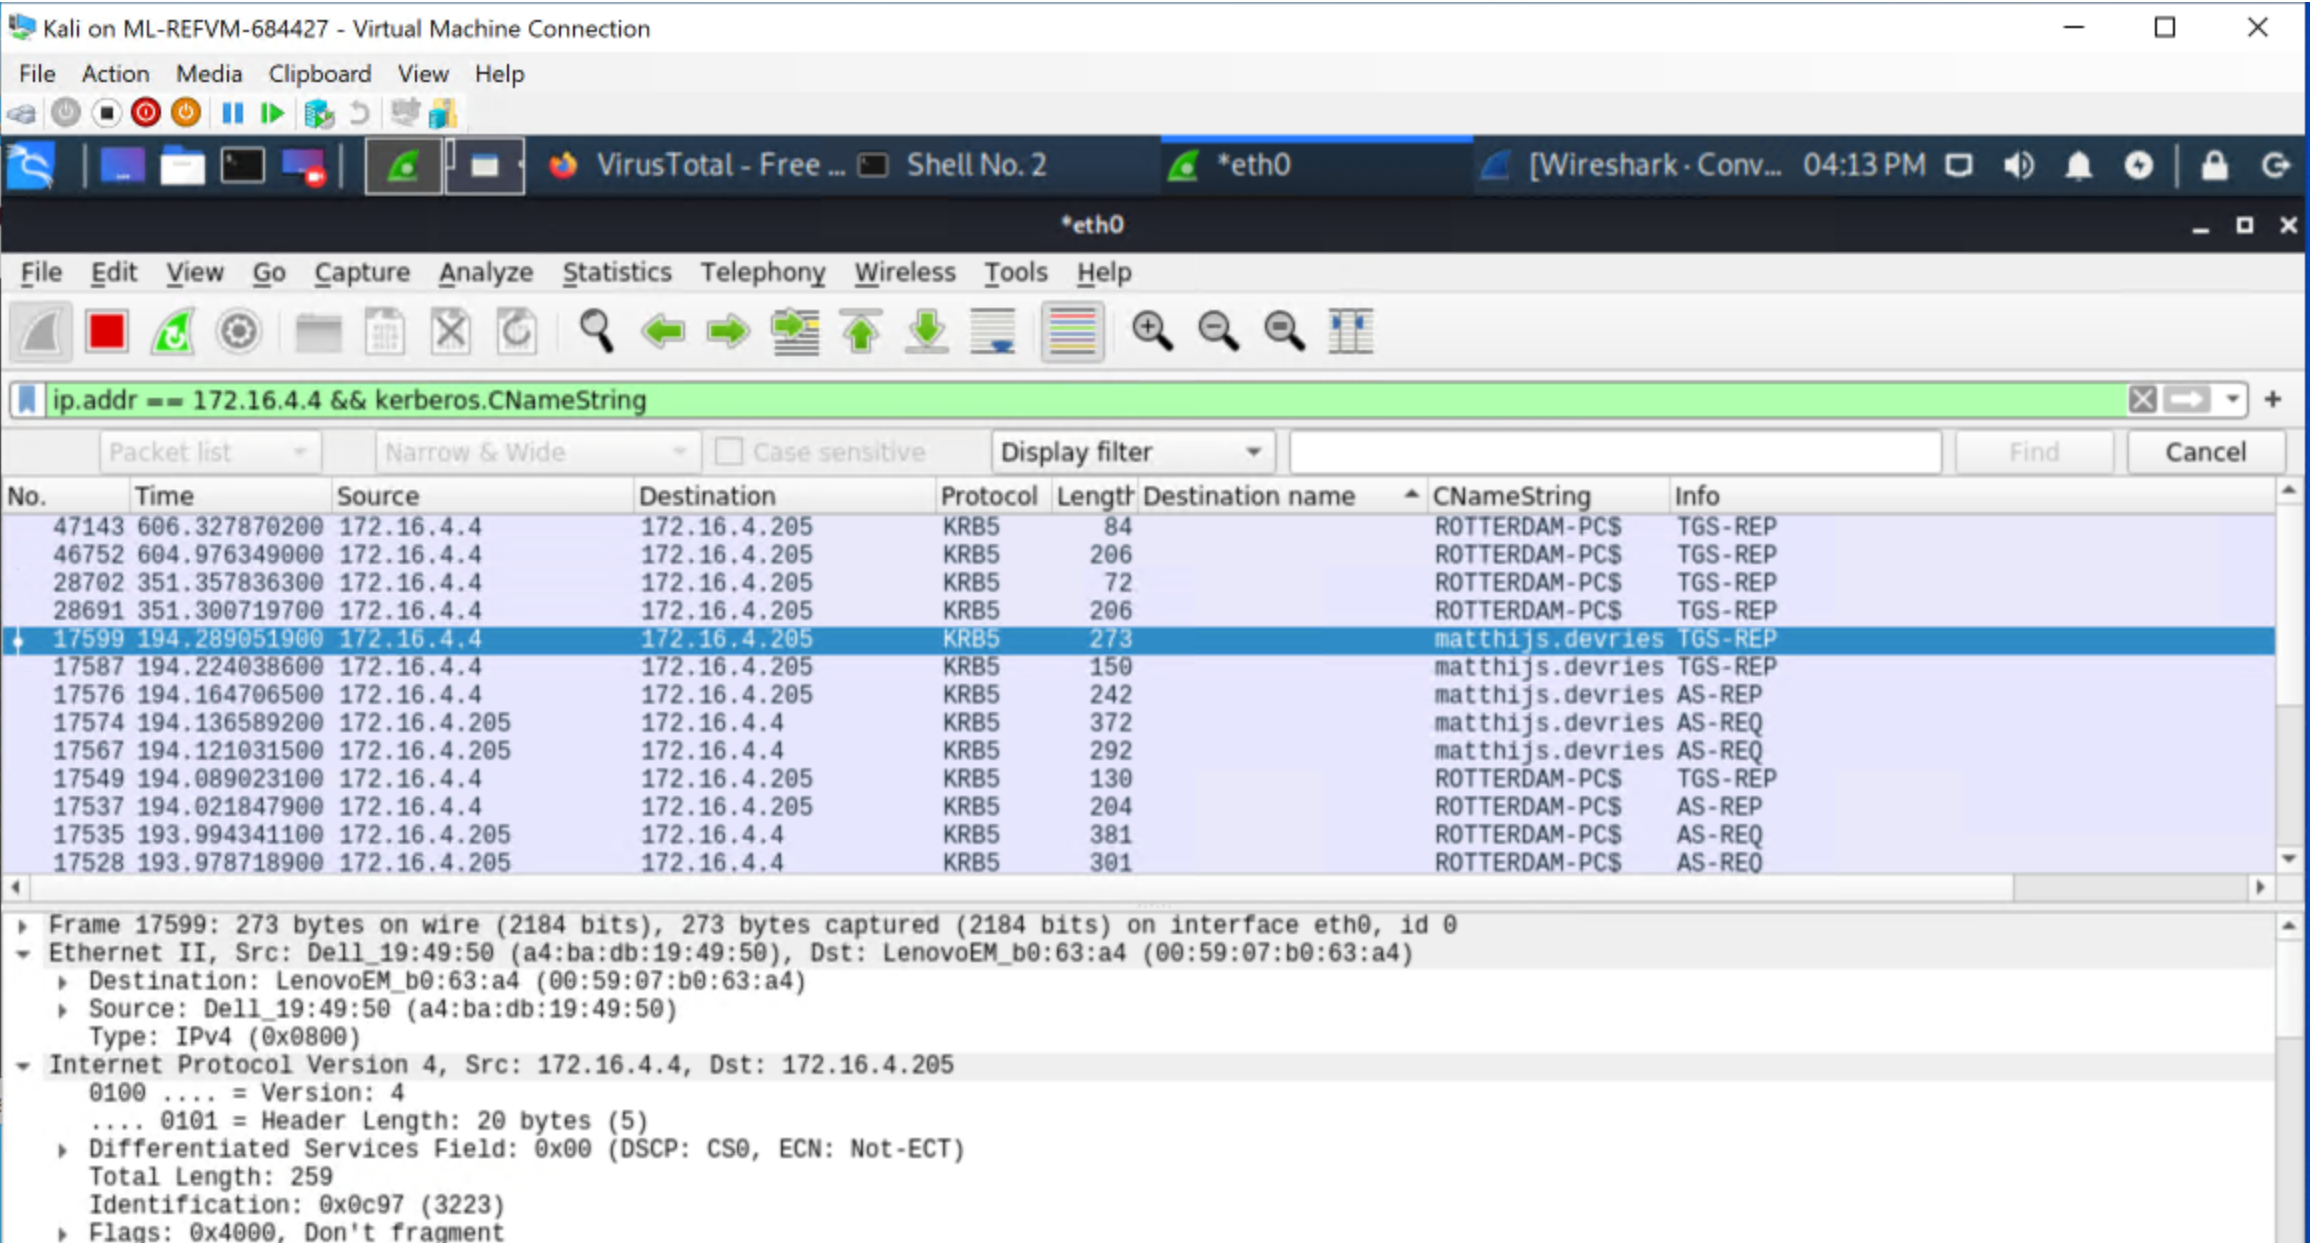 Kali on ML-REFVM-684427 - Virtual Machine Connection
File Action Media Clipboard View Help
VirusTotal - Free ... Shell No. 2 *eth0 [Wireshark · Conv... 04:13 PM
*eth0
File Edit View Go Capture Analyze Statistics Telephony Wireless Tools Help
ip.addr == 172.16.4.4 && kerberos.CNameString
Packet list Narrow & Wide Case sensitive Display filter Find Cancel
No. Time Source Destination Protocol Length Destination name CNameString Info
47143 606.327870200 172.16.4.4 172.16.4.205 KRB5 84 ROTTERDAM-PC$ TGS-REP
46752 604.976349000 172.16.4.4 172.16.4.205 KRB5 206 ROTTERDAM-PC$ TGS-REP
28702 351.357836300 172.16.4.4 172.16.4.205 KRB5 72 ROTTERDAM-PC$ TGS-REP
28691 351.300719700 172.16.4.4 172.16.4.205 KRB5 206 ROTTERDAM-PC$ TGS-REP
17599 194.289051900 172.16.4.4 172.16.4.205 KRB5 273 matthijs.devries TGS-REP
17587 194.224038600 172.16.4.4 172.16.4.205 KRB5 150 matthijs.devries TGS-REP
17576 194.164706500 172.16.4.4 172.16.4.205 KRB5 242 matthijs.devries AS-REP
17574 194.136589200 172.16.4.205 172.16.4.4 KRB5 372 matthijs.devries AS-REQ
17567 194.121031500 172.16.4.205 172.16.4.4 KRB5 292 matthijs.devries AS-REQ
17549 194.089023100 172.16.4.4 172.16.4.205 KRB5 130 ROTTERDAM-PC$ TGS-REP
17537 194.021847900 172.16.4.4 172.16.4.205 KRB5 204 ROTTERDAM-PC$ AS-REP
17535 193.994341100 172.16.4.205 172.16.4.4 KRB5 381 ROTTERDAM-PC$ AS-REQ
17528 193.978718900 172.16.4.205 172.16.4.4 KRB5 301 ROTTERDAM-PC$ AS-REQ
Frame 17599: 273 bytes on wire (2184 bits), 273 bytes captured (2184 bits) on interface eth0, id 0
Ethernet II, Src: Dell_19:49:50 (a4:ba:db:19:49:50), Dst: LenovoEM_b0:63:a4 (00:59:07:b0:63:a4)
Destination: LenovoEM_b0:63:a4 (00:59:07:b0:63:a4)
Source: Dell_19:49:50 (a4:ba:db:19:49:50)
Type: IPv4 (0x0800)
Internet Protocol Version 4, Src: 172.16.4.4, Dst: 172.16.4.205
0100 .... = Version: 4
.... 0101 = Header Length: 20 bytes (5)
Differentiated Services Field: 0x00 (DSCP: CS0, ECN: Not-ECT)
Total Length: 259
Identification: 0x0c97 (3223)
Flags: 0x4000, Don't fragment